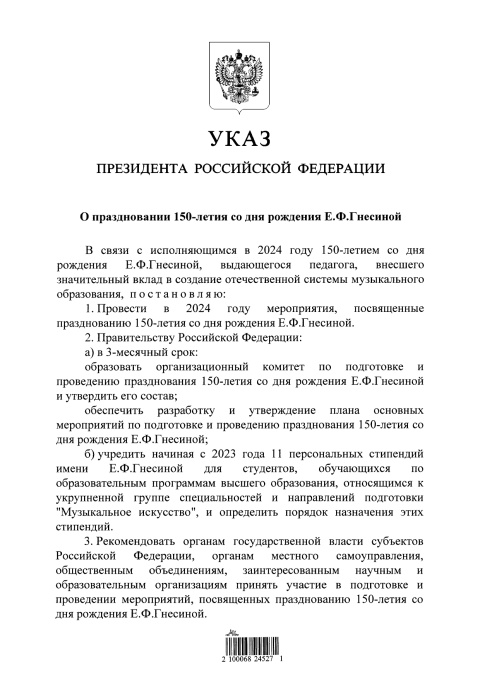 УКАЗ
ПРЕЗИДЕНТА РОССИЙСКОЙ ФЕДЕРАЦИИ
О праздновании 150-летия со дня рождения Е.Ф.Гнесиной
В связи с исполняющимся в 2024 году 150-летием со дня
рождения Е.Ф.Гнесиной, выдающегося педагога, внесшего
значительный вклад в создание отечественной системы музыкального
образования, п о с т а н о в л я ю:
1. Провести в 2024 году мероприятия, посвященные
празднованию 150-летия со дня рождения Е.Ф.Гнесиной.
2. Правительству Российской Федерации:
а) в 3-месячный срок:
образовать организационный комитет по подготовке и
проведению празднования 150-летия со дня рождения Е.Ф.Гнесиной
и утвердить его состав;
обеспечить разработку и утверждение плана основных
мероприятий по подготовке и проведению празднования 150-летия со
дня рождения Е.Ф.Гнесиной;
б) учредить начиная с 2023 года 11 персональных стипендий
имени Е.Ф.Гнесиной для студентов, обучающихся по
образовательным программам высшего образования, относящимся к
укрупненной группе специальностей и направлений подготовки
"Музыкальное искусство", и определить порядок назначения этих
стипендий.
3. Рекомендовать органам государственной власти субъектов
Российской Федерации, органам местного самоуправления,
общественным объединениям, заинтересованным научным и
образовательным организациям принять участие в подготовке и
проведении мероприятий, посвященных празднованию 150-летия со
дня рождения Е.Ф.Гнесиной.
2 100068 24527 1